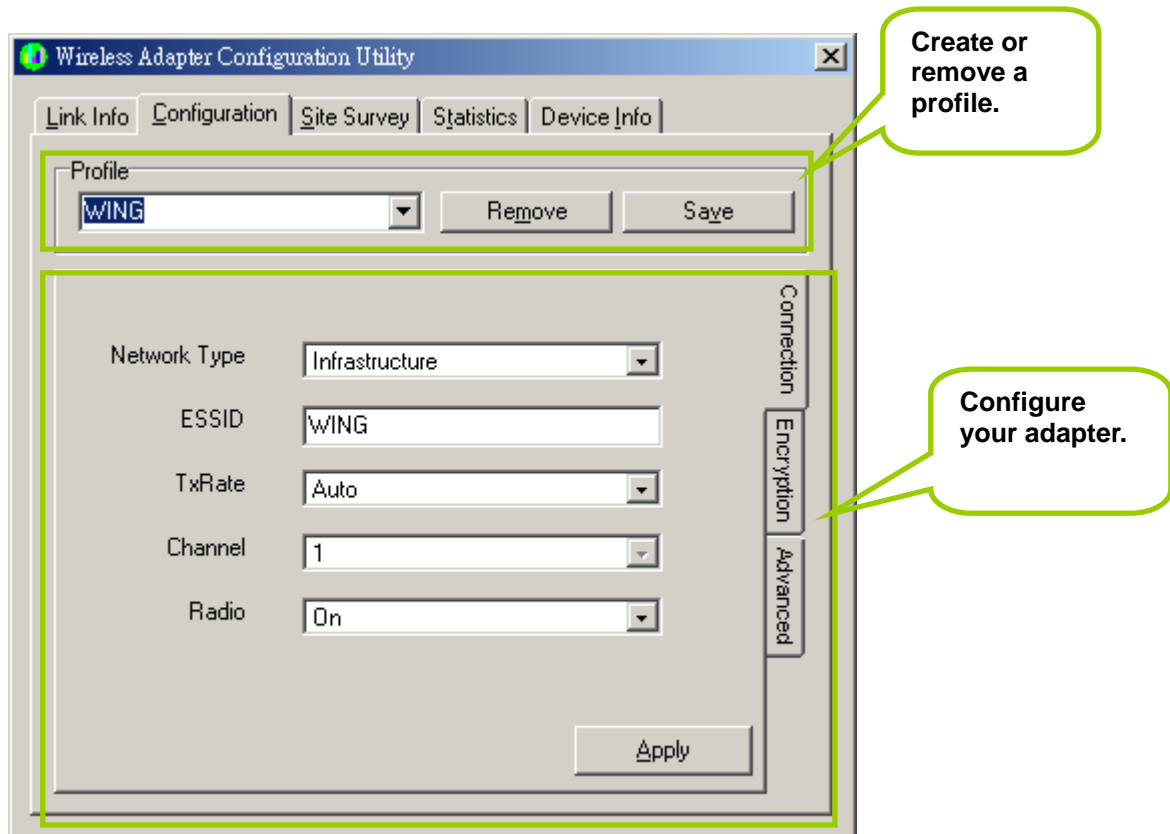 Wireless Adapter Configuration Utility
Create or
remove a
profile.
Link Info Configuration Site Survey Statistics Device Info
Profile
WING Remove Save
Connection
Network Type Infrastructure
ESSID WING
Configure
your adapter.
Encryption
TxRate Auto
Channel 1
Advanced
Radio On
Apply